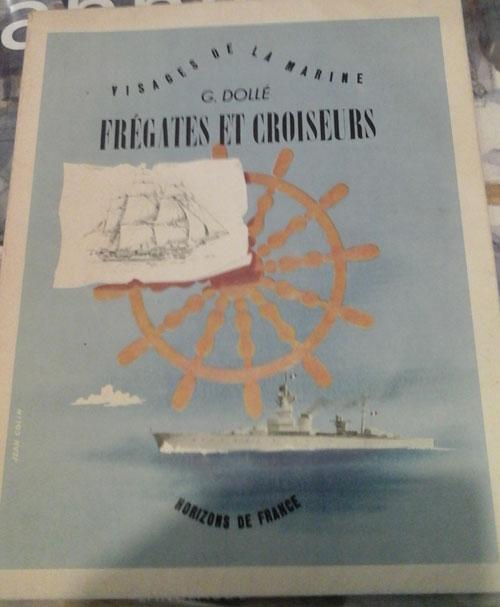 VISAGES DE LA MARINE
G. DOLLÉ
FRÉGATES ET CROISEURS
JEAN COLIN
HORIZONS DE FRANCE